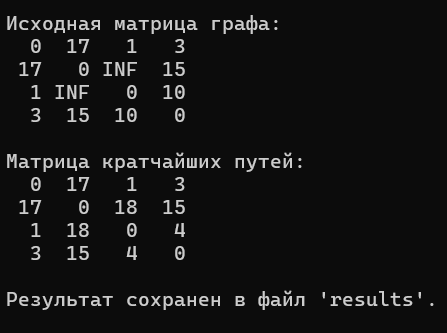 Исходная матрица графа:
0 17 1 3
17 0 INF 15
1 INF 0 10
3 15 10 0
Матрица кратчайших путей:
0 17 1 3
17 0 18 15
1 18 0 4
3 15 4 0
Результат сохранен в файл 'results'.